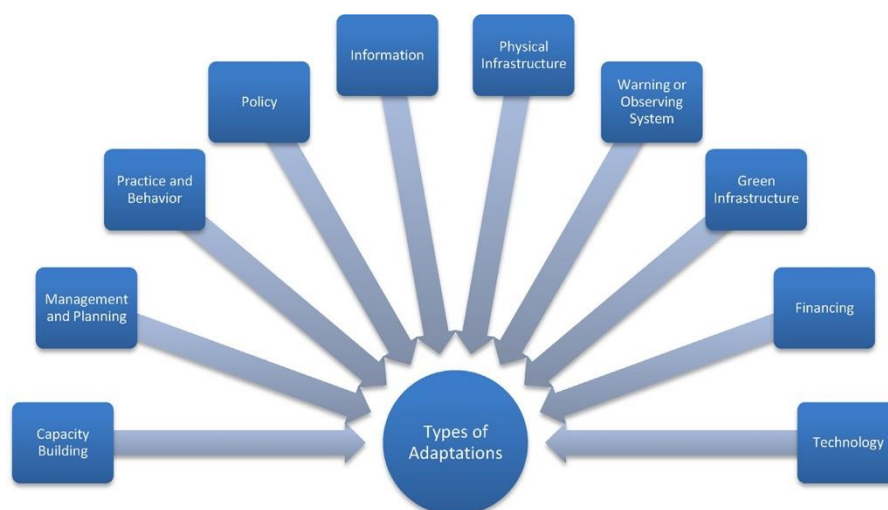 Information
Physical
Infrastructure
Policy
Warning or
Observing
System
Practice and
Behavior
Green
Infrastructure
Management
and Planning
Financing
Capacity
Building
Types of
Adaptations
Technology